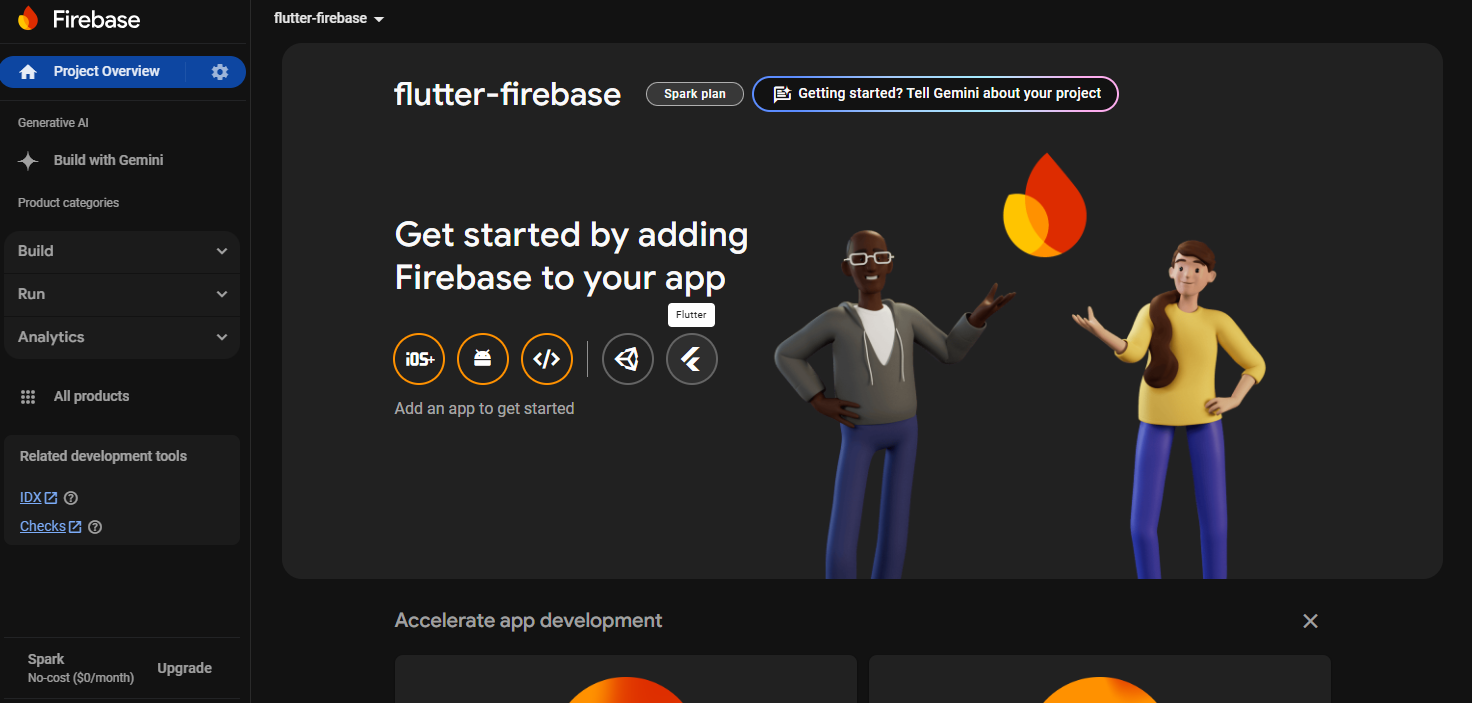 Firebase
Project Overview
Generative AI
Build with Gemini
Product categories
Build
Run
Analytics
All products
Related development tools
IDX
Checks
Spark
No-cost ($0/month)
Upgrade
flutter-firebase
flutter-firebase
Spark plan
Getting started? Tell Gemini about your project
Get started by adding
Firebase to your app
Flutter
iOS+
Add an app to get started
Accelerate app development